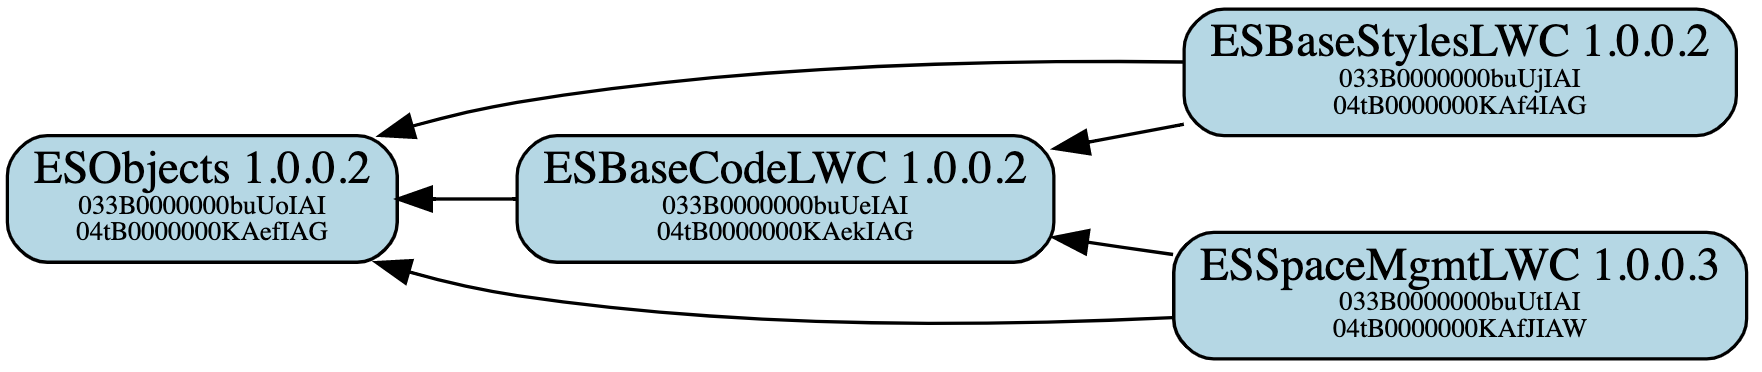 ESBaseStylesLWC 1.0.0.2
033B0000000buUjIAI
04tB0000000KAf4IAG
ESObjects 1.0.0.2
033B0000000buUoIAI
04tB0000000KAefIAG
ESBaseCodeLWC 1.0.0.2
033B0000000buUeIAI
04tB0000000KAekIAG
ESSpaceMgmtLWC 1.0.0.3
033B0000000buUtIAI
04tB0000000KAfJIAW